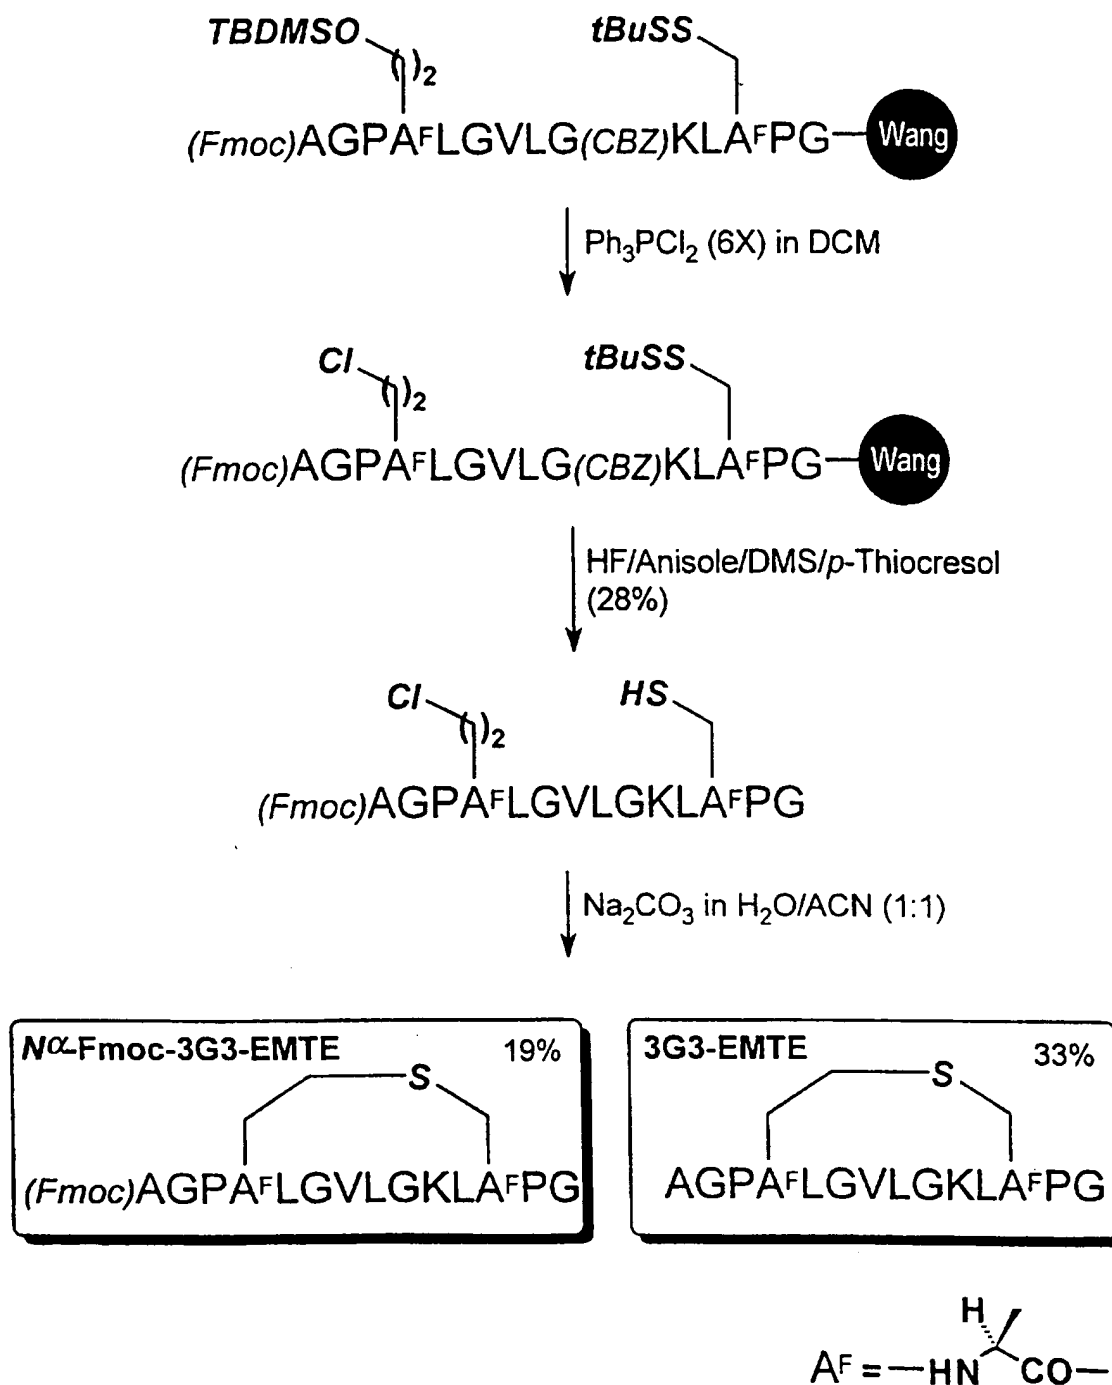 TBDMSO
tBuSS
( )2
(Fmoc)AGPAFLGVLG(CBZ)KLAFPG
Wang
Ph3PCl2 (6X) in DCM
Cl
tBuSS
( )2
(Fmoc)AGPAFLGVLG(CBZ)KLAFPG
Wang
HF/Anisole/DMS/p-Thiocresol
(28%)
Cl
HS
( )2
(Fmoc)AGPAFLGVLGKLAFPG
Na2CO3 in H2O/ACN (1:1)
Nα-Fmoc-3G3-EMTE 19%
S
(Fmoc)AGPAFLGVLGKLAFPG
3G3-EMTE 33%
S
AGPAFLGVLGKLAFPG
H
AF = —HN CO—